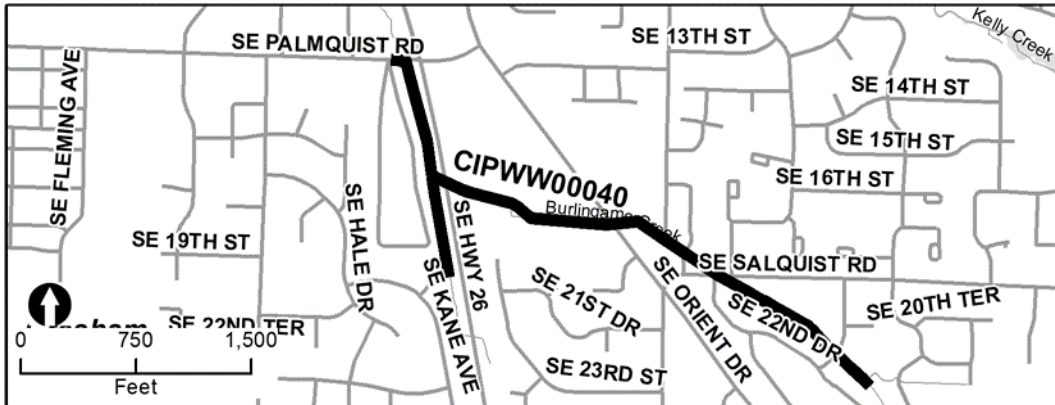 Kelly Creek
SE 13TH ST
SE PALMQUIST RD
SE FLEMING AVE
SE 14TH ST
SE 15TH ST
CIPWW00040
SE 16TH ST
Burlingame Creek
SE HALE DR
SE HWY 26
SE 19TH ST
SE KANE AVE
SE SALQUIST RD
SE ORIENT DR
SE 21ST DR
SE 22ND DR
SE 20TH TER
SE 22ND TER
SE 23RD ST
0 750 1,500
Feet